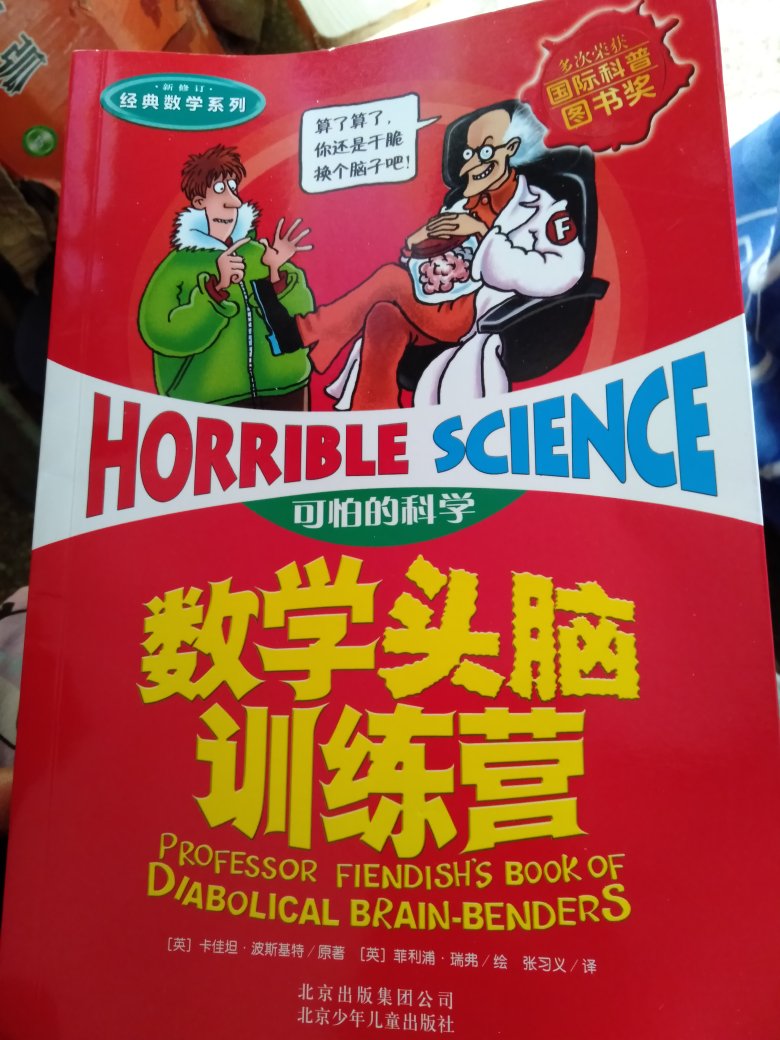 弧
·新修订·
经典数学系列
多次荣获
国际科普
图书奖
算了算了，
你还是干脆
换个脑子吧！
F
HORRIBLE SCIENCE
可怕的科学
数学头脑
训练营
PROFESSOR FIENDISH'S BOOK OF
DIABOLICAL BRAIN-BENDERS
［英］卡佳坦·波斯基特／原著 ［英］菲利浦·瑞弗／绘 张习义／译
北京出版集团公司
北京少年儿童出版社